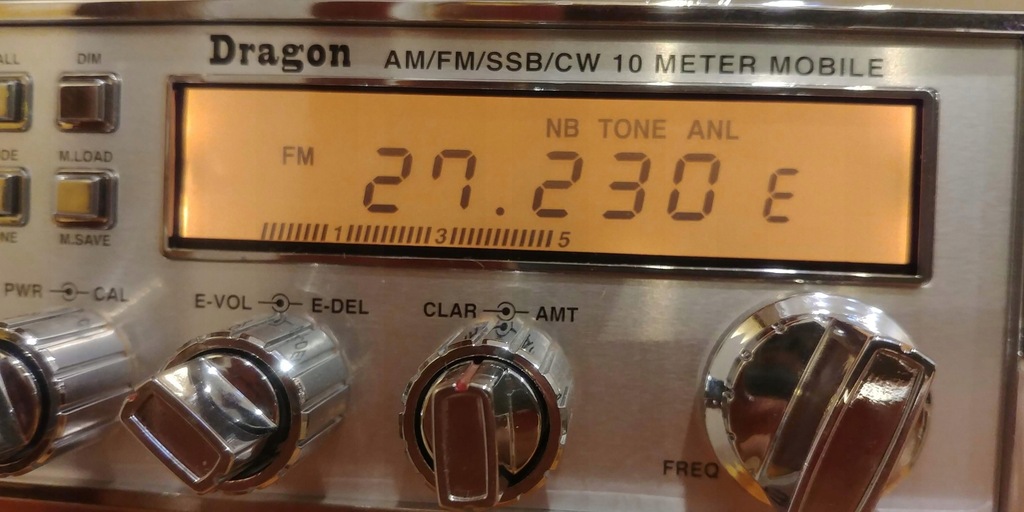 Dragon AM/FM/SSB/CW 10 METER MOBILE
DIM
NB TONE ANL
FM 27.230 E
M.LOAD
1 3 5
M.SAVE
PWR CAL
E-VOL E-DEL
CLAR AMT
FREQ